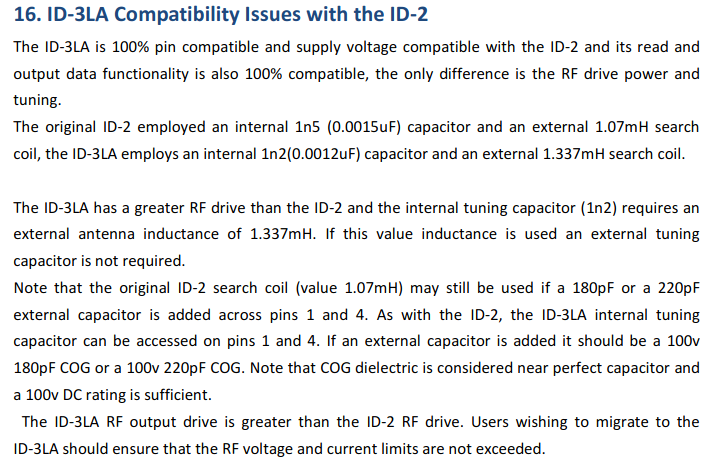 16. ID-3LA Compatibility Issues with the ID-2
The ID-3LA is 100% pin compatible and supply voltage compatible with the ID-2 and its read and
output data functionality is also 100% compatible, the only difference is the RF drive power and
tuning.
The original ID-2 employed an internal 1n5 (0.0015uF) capacitor and an external 1.07mH search
coil, the ID-3LA employs an internal 1n2(0.0012uF) capacitor and an external 1.337mH search coil.
The ID-3LA has a greater RF drive than the ID-2 and the internal tuning capacitor (1n2) requires an
external antenna inductance of 1.337mH. If this value inductance is used an external tuning
capacitor is not required.
Note that the original ID-2 search coil (value 1.07mH) may still be used if a 180pF or a 220pF
external capacitor is added across pins 1 and 4. As with the ID-2, the ID-3LA internal tuning
capacitor can be accessed on pins 1 and 4. If an external capacitor is added it should be a 100v
180pF COG or a 100v 220pF COG. Note that COG dielectric is considered near perfect capacitor and
a 100v DC rating is sufficient.
The ID-3LA RF output drive is greater than the ID-2 RF drive. Users wishing to migrate to the
ID-3LA should ensure that the RF voltage and current limits are not exceeded.